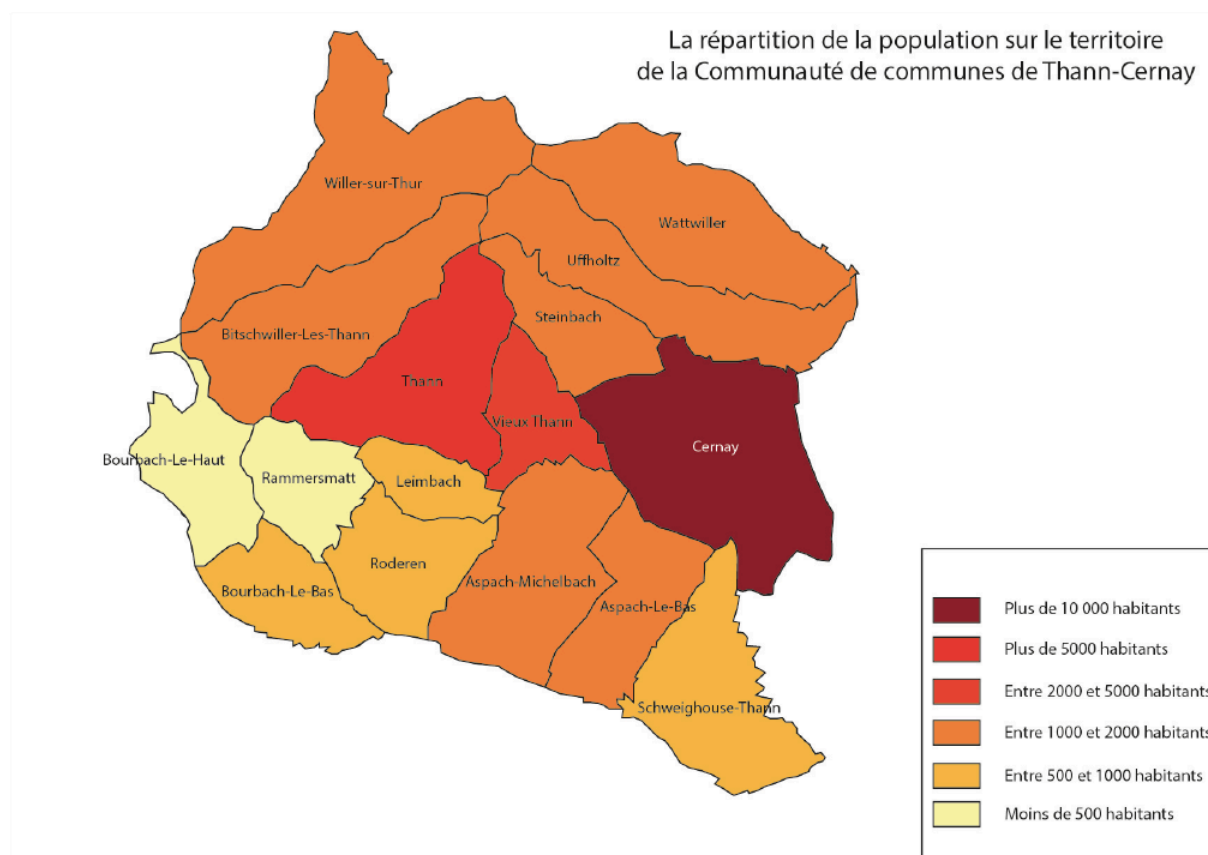 La répartition de la population sur le territoire
de la Communauté de communes de Thann-Cernay
Willer-sur-Thur
Wattwiller
Uffholtz
Steinbach
Bitschwiller-Les-Thann
Thann
Vieux Thann
Cernay
Bourbach-Le-Haut
Rammersmatt
Leimbach
Roderen
Aspach-Michelbach
Bourbach-Le-Bas
Aspach-Le-Bas
Schweighouse-Thann
Plus de 10 000 habitants
Plus de 5000 habitants
Entre 2000 et 5000 habitants
Entre 1000 et 2000 habitants
Entre 500 et 1000 habitants
Moins de 500 habitants